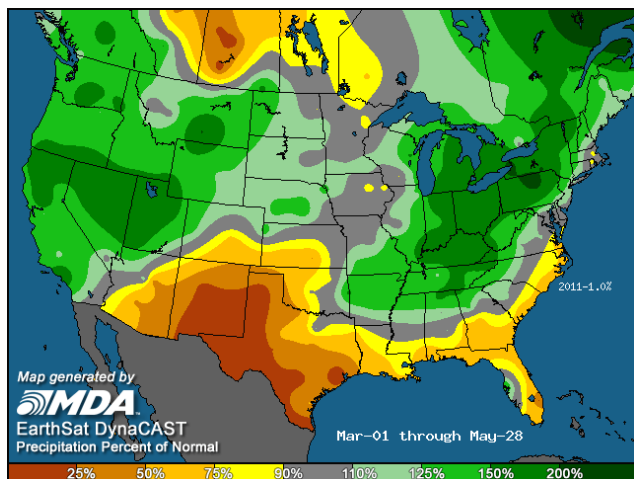 2011-1.0%
Map generated by
MDA
EarthSat DynaCAST
Precipitation Percent of Normal
Mar-01 through May-28
25% 50% 75% 90% 110% 125% 150% 200%